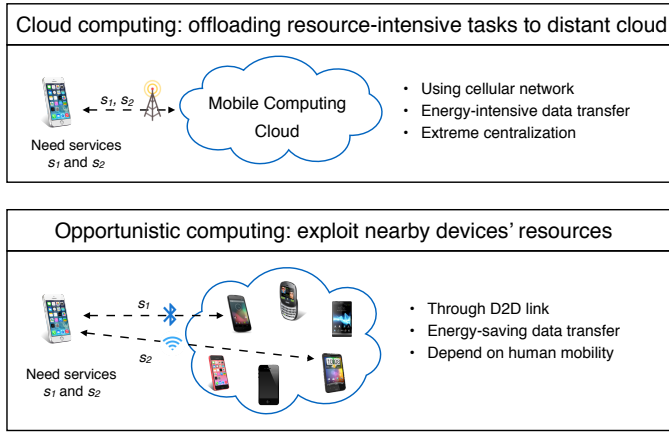 Cloud computing: offloading resource-intensive tasks to distant cloud
s1, s2
Mobile Computing
Cloud
Need services
s1 and s2
• Using cellular network
• Energy-intensive data transfer
• Extreme centralization
Opportunistic computing: exploit nearby devices' resources
s1
s2
Need services
s1 and s2
• Through D2D link
• Energy-saving data transfer
• Depend on human mobility